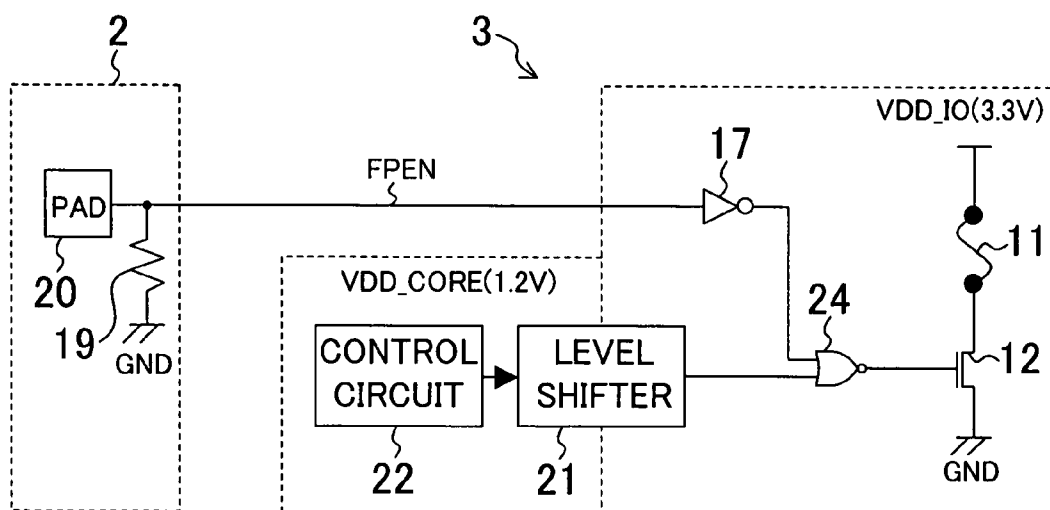 2
3
VDD_IO(3.3V)
17
FPEN
PAD
11
20
VDD_CORE(1.2V)
24
19
GND
CONTROL
CIRCUIT
LEVEL
SHIFTER
12
22
21
GND